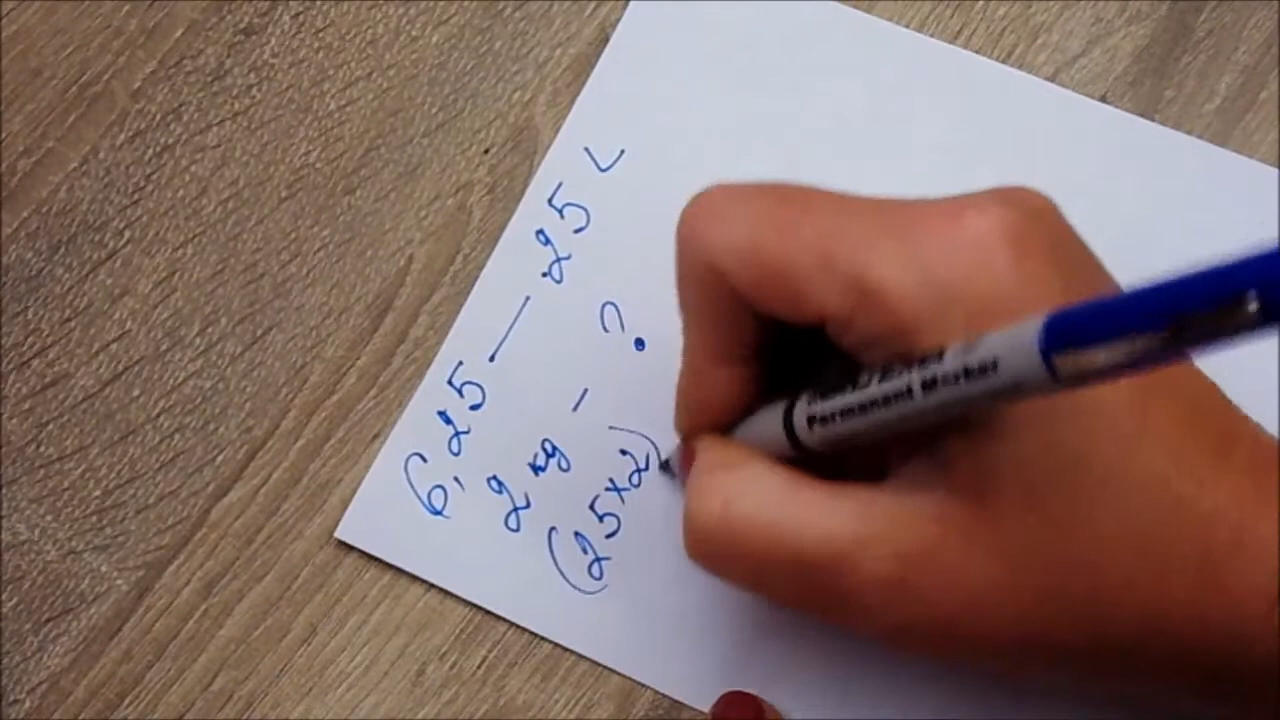 6,25 — 25 <
2 kg - ?
(25 x 2)
Permanent Marker